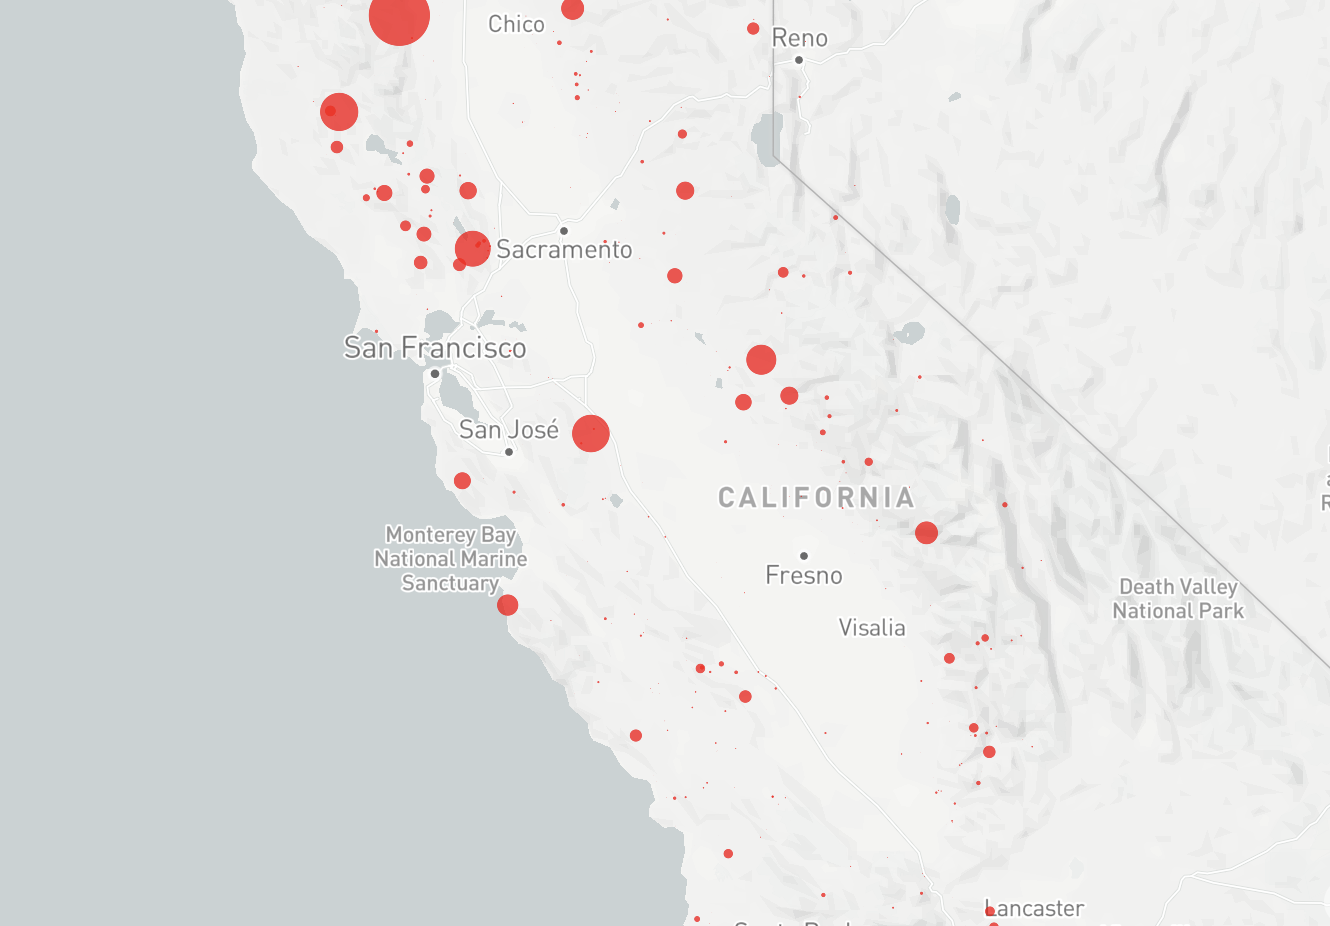 Chico
Reno
Sacramento
San Francisco
San José
CALIFORNIA
Monterey Bay
National Marine
Sanctuary
Fresno
Death Valley
National Park
Visalia
Lancaster